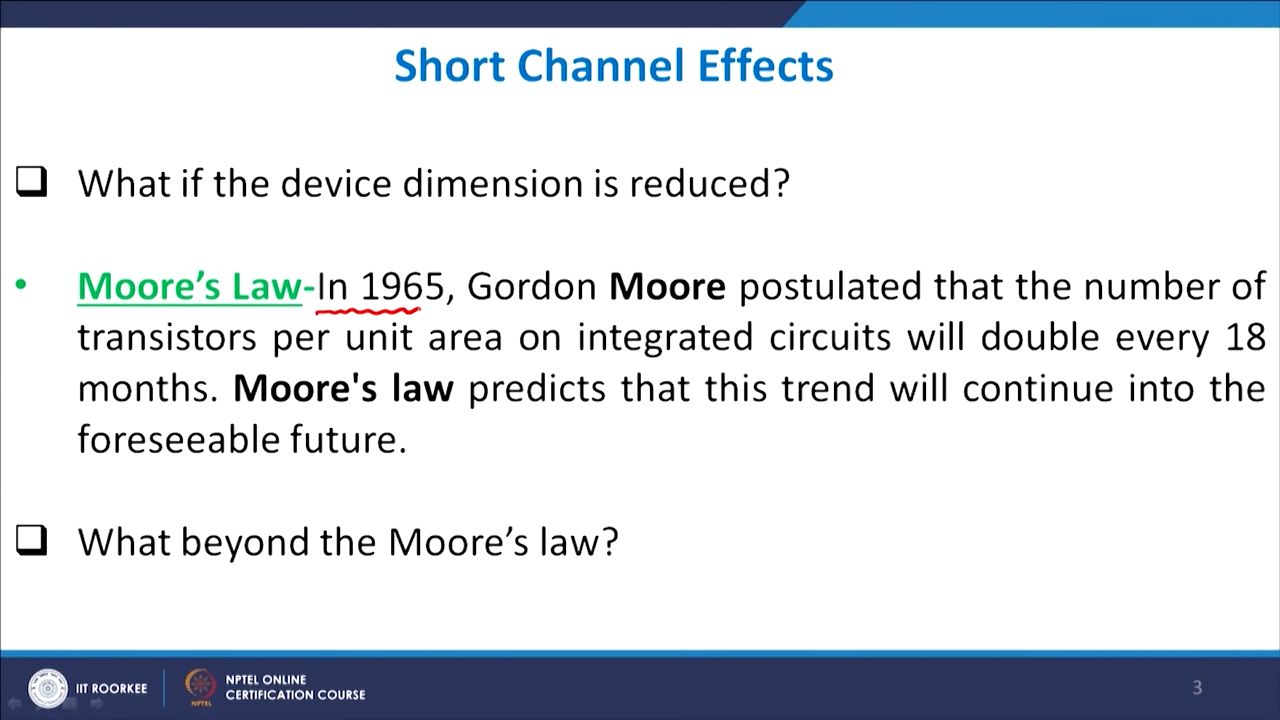 Short Channel Effects
What if the device dimension is reduced?
Moore’s Law-In 1965, Gordon Moore postulated that the number of
transistors per unit area on integrated circuits will double every 18
months. Moore's law predicts that this trend will continue into the
foreseeable future.
What beyond the Moore’s law?
IIT ROORKEE
NPTEL
NPTEL ONLINE
CERTIFICATION COURSE
3